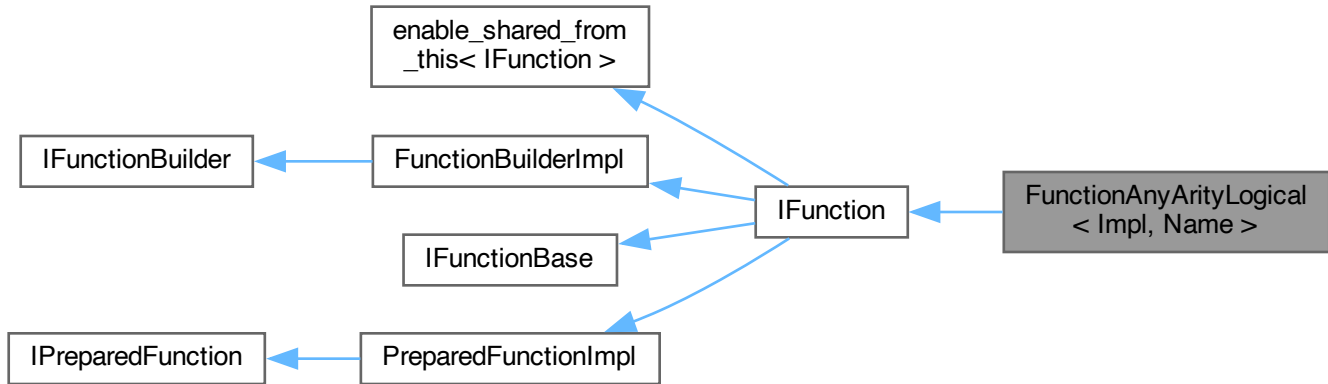 enable_shared_from
_this< IFunction >
IFunctionBuilder
FunctionBuilderImpl
IFunction
FunctionAnyArityLogical
< Impl, Name >
IFunctionBase
IPreparedFunction
PreparedFunctionImpl